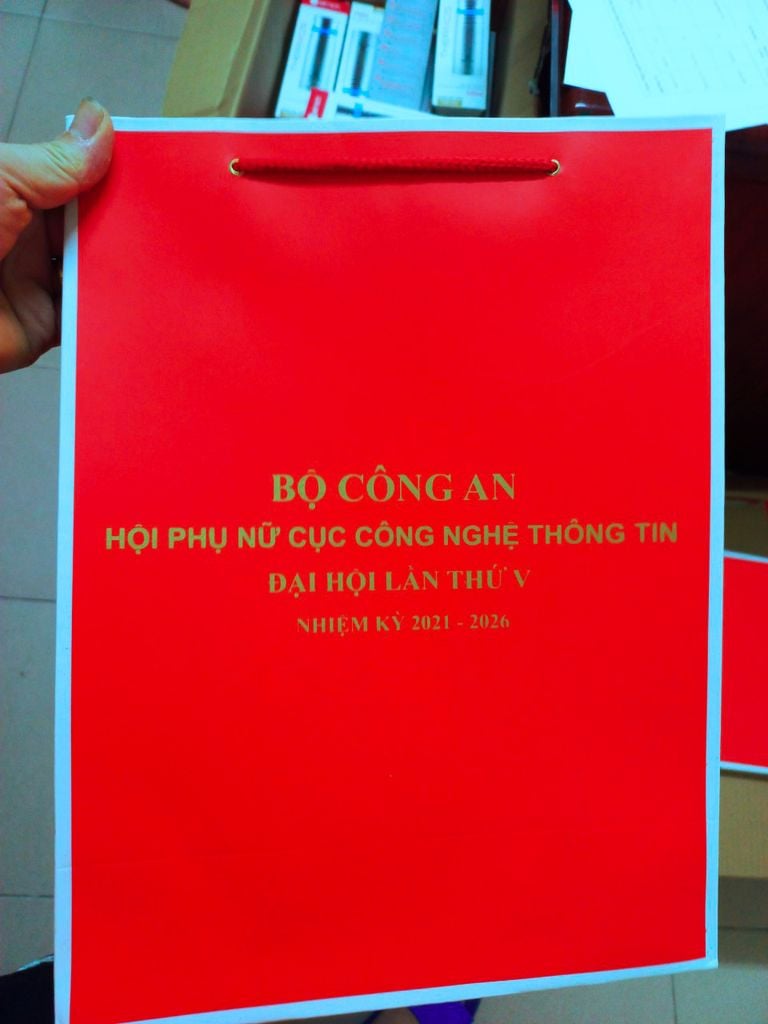 BỘ CÔNG AN
HỘI PHỤ NỮ CỤC CÔNG NGHỆ THÔNG TIN
ĐẠI HỘI LẦN THỨ V
NHIỆM KỲ 2021 - 2026